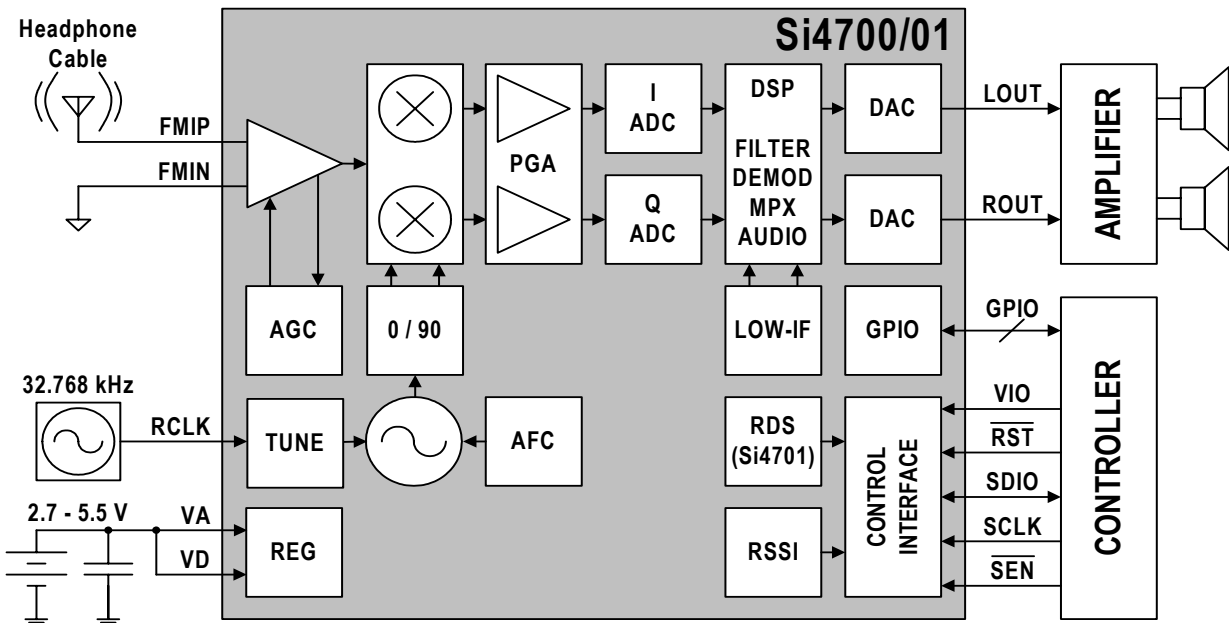 Si4700/01
Headphone
Cable
FMIP
FMIN
I
ADC
DSP
DAC
LOUT
PGA
FILTER
DEMOD
MPX
AUDIO
Q
ADC
DAC
ROUT
AMPLIFIER
AGC
0 / 90
LOW-IF
GPIO
GPIO
32.768 kHz
RCLK
TUNE
AFC
RDS
(Si4701)
CONTROL
INTERFACE
VIO
RST
SDIO
SCLK
SEN
CONTROLLER
2.7 - 5.5 V
VA
VD
REG
RSSI